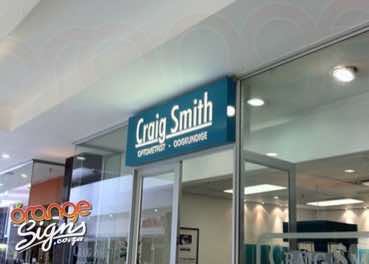 Craig Smith
OPTOMETRIST • OOGKUNDIGE
orange
Signs.co.za